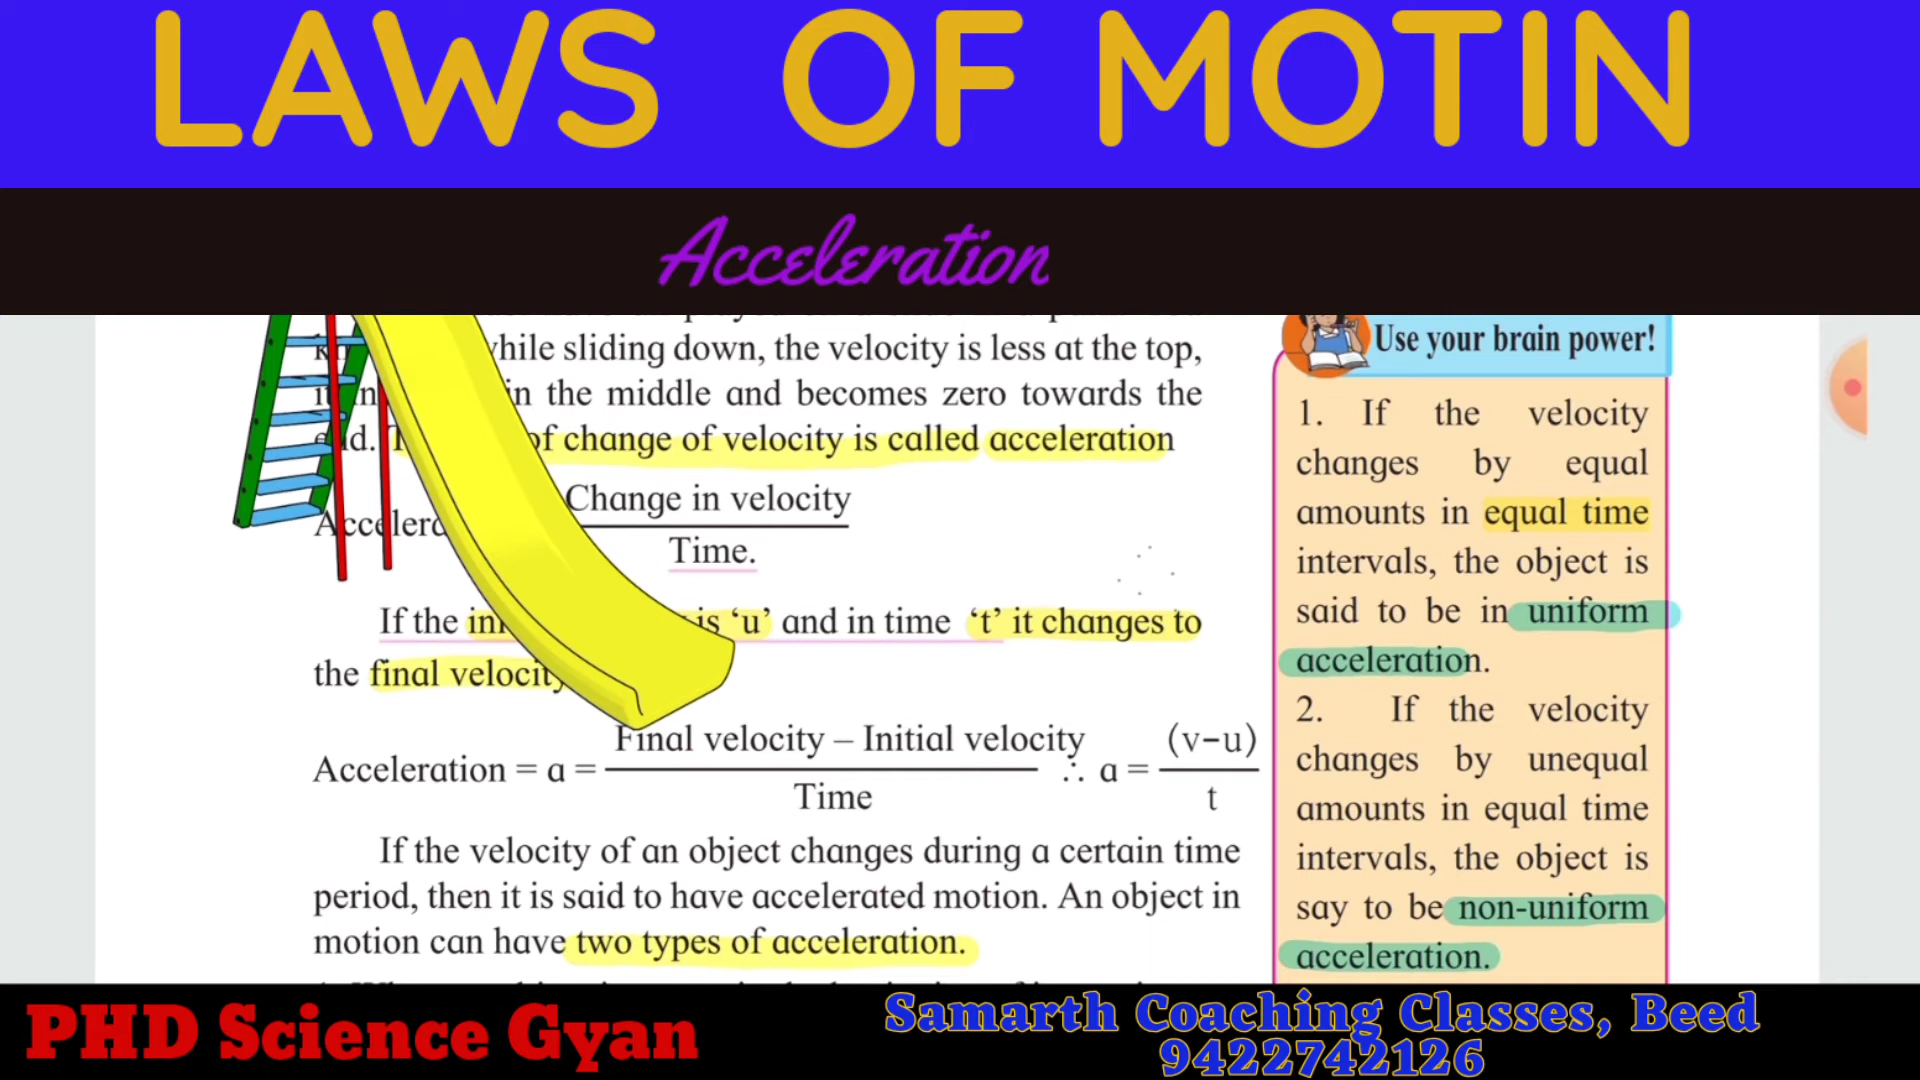 LAWS OF MOTIN
Acceleration
while sliding down, the velocity is less at the top,
in the middle and becomes zero towards the
end. of change of velocity is called acceleration
Change in velocity
Time.
If the is ‘u’ and in time ‘t’ it changes to
the final velocity
Final velocity – Initial velocity
Acceleration = a =
Time
∴ a = (v-u)
t
If the velocity of an object changes during a certain time
period, then it is said to have accelerated motion. An object in
motion can have two types of acceleration.
Use your brain power!
1. If the velocity
changes by equal
amounts in equal time
intervals, the object is
said to be in uniform
acceleration.
2. If the velocity
changes by unequal
amounts in equal time
intervals, the object is
say to be non-uniform
acceleration.
PHD Science Gyan
Samarth Coaching Classes, Beed
9422742126